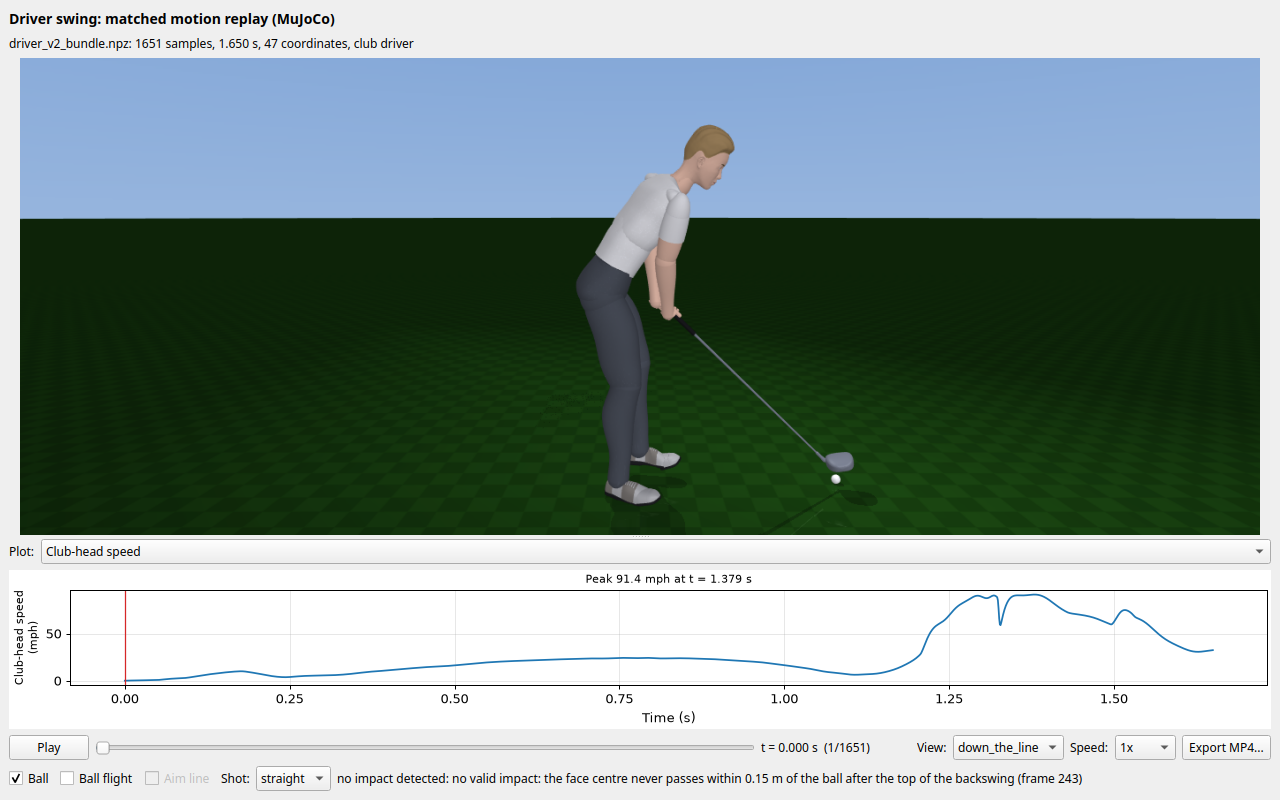 Driver swing: matched motion replay (MuJoCo)
driver_v2_bundle.npz: 1651 samples, 1.650 s, 47 coordinates, club driver
Plot: Club-head speed
Peak 91.4 mph at t = 1.379 s
Club-head speed
(mph)
50
0
0.00 0.25 0.50 0.75 1.00 1.25 1.50
Time (s)
Play t = 0.000 s (1/1651) View: down_the_line Speed: 1x Export MP4...
Ball Ball flight Aim line Shot: straight no impact detected: no valid impact: the face centre never passes within 0.15 m of the ball after the top of the backswing (frame 243)